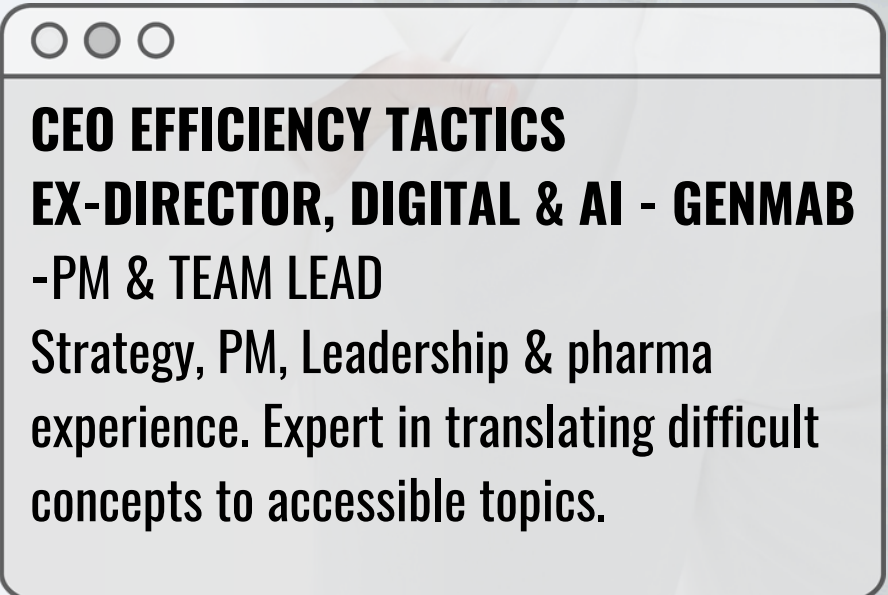 CEO EFFICIENCY TACTICS
EX-DIRECTOR, DIGITAL & AI - GENMAB
-PM & TEAM LEAD
Strategy, PM, Leadership & pharma
experience. Expert in translating difficult
concepts to accessible topics.